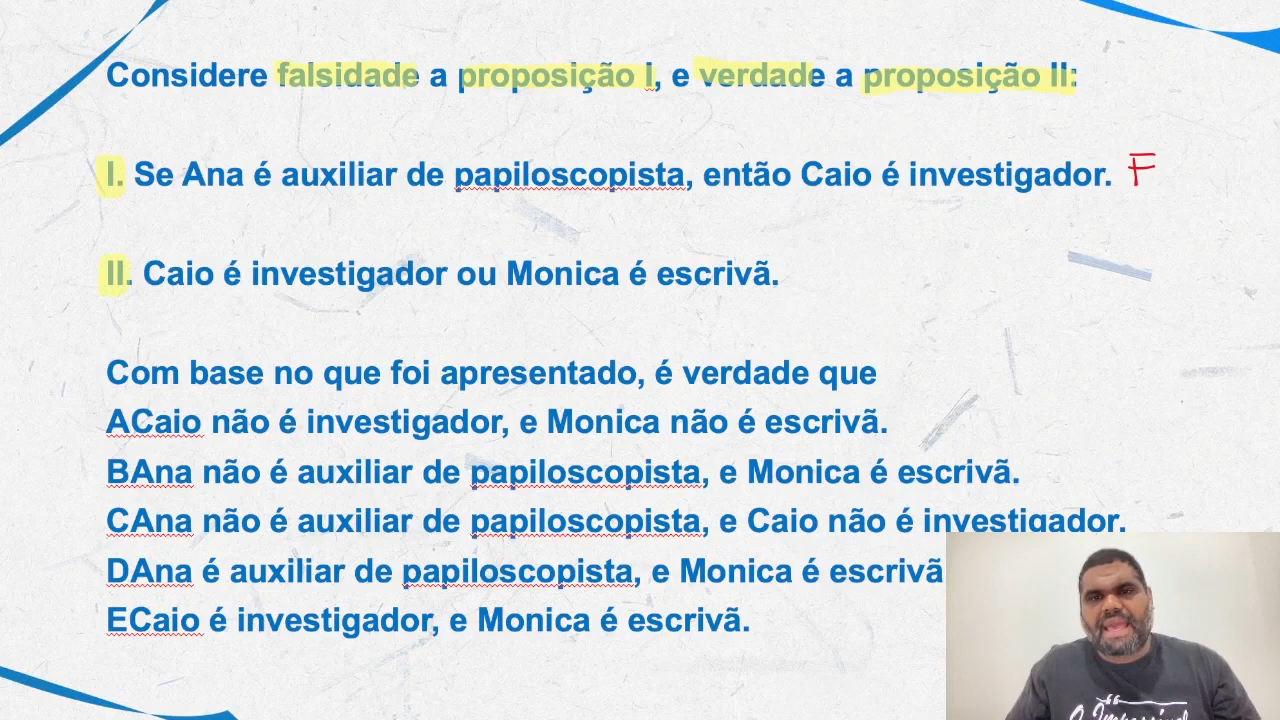 Considere falsidade a proposição I, e verdade a proposição II:
I. Se Ana é auxiliar de papiloscopista, então Caio é investigador. F
II. Caio é investigador ou Monica é escrivã.
Com base no que foi apresentado, é verdade que
ACaio não é investigador, e Monica não é escrivã.
BAna não é auxiliar de papiloscopista, e Monica é escrivã.
CAna não é auxiliar de papiloscopista, e Caio não é investigador.
DAna é auxiliar de papiloscopista, e Monica é escrivã
ECaio é investigador, e Monica é escrivã.